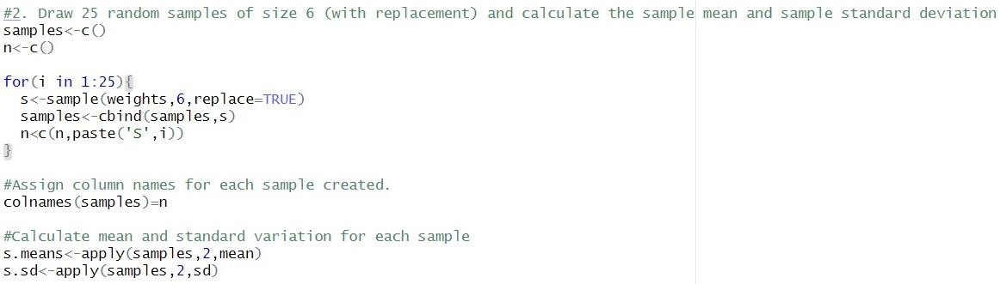 #2. Draw 25 random samples of size 6 (with replacement) and calculate the sample mean and sample standard deviation
samples<-c()
n<-c()
for(i in 1:25){
s<-sample(weights,6,replace=TRUE)
samples<-cbind(samples,s)
n<c(n,paste('S',i))
}
#Assign column names for each sample created.
colnames(samples)=n
#Calculate mean and standard variation for each sample
s.means<-apply(samples,2,mean)
s.sd<-apply(samples,2,sd)